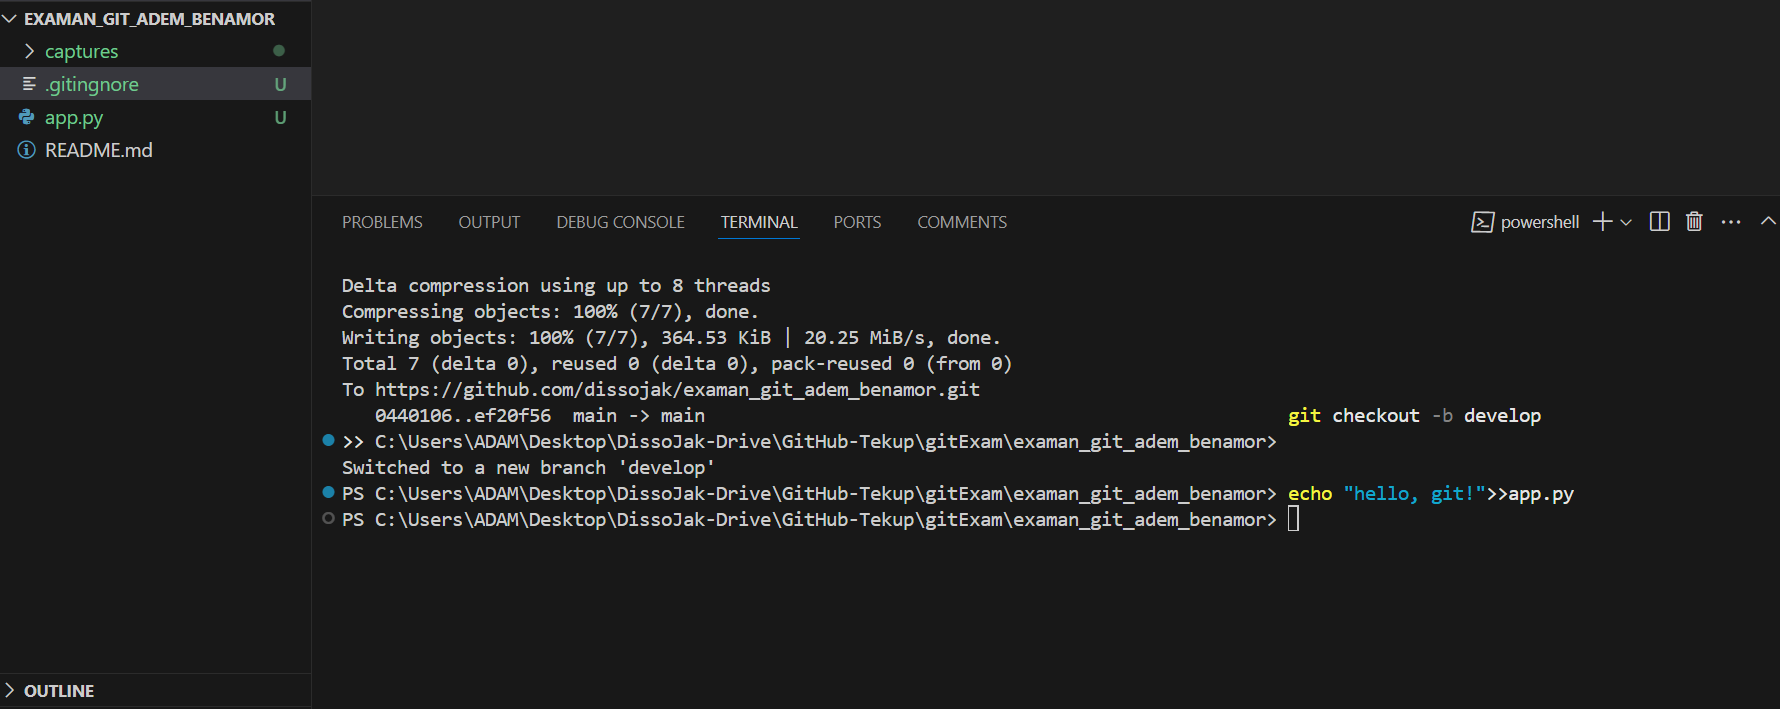 EXAMAN_GIT_ADEM_BENAMOR
captures
.gitingnore U
app.py U
README.md
OUTLINE
PROBLEMS OUTPUT DEBUG CONSOLE TERMINAL PORTS COMMENTS powershell
Delta compression using up to 8 threads
Compressing objects: 100% (7/7), done.
Writing objects: 100% (7/7), 364.53 KiB | 20.25 MiB/s, done.
Total 7 (delta 0), reused 0 (delta 0), pack-reused 0 (from 0)
To https://github.com/dissojak/examan_git_adem_benamor.git
0440106..ef20f56  main -> main git checkout -b develop
>> C:\Users\ADAM\Desktop\DissoJak-Drive\GitHub-Tekup\gitExam\examan_git_adem_benamor>
Switched to a new branch 'develop'
PS C:\Users\ADAM\Desktop\DissoJak-Drive\GitHub-Tekup\gitExam\examan_git_adem_benamor> echo "hello, git!">>app.py
PS C:\Users\ADAM\Desktop\DissoJak-Drive\GitHub-Tekup\gitExam\examan_git_adem_benamor>